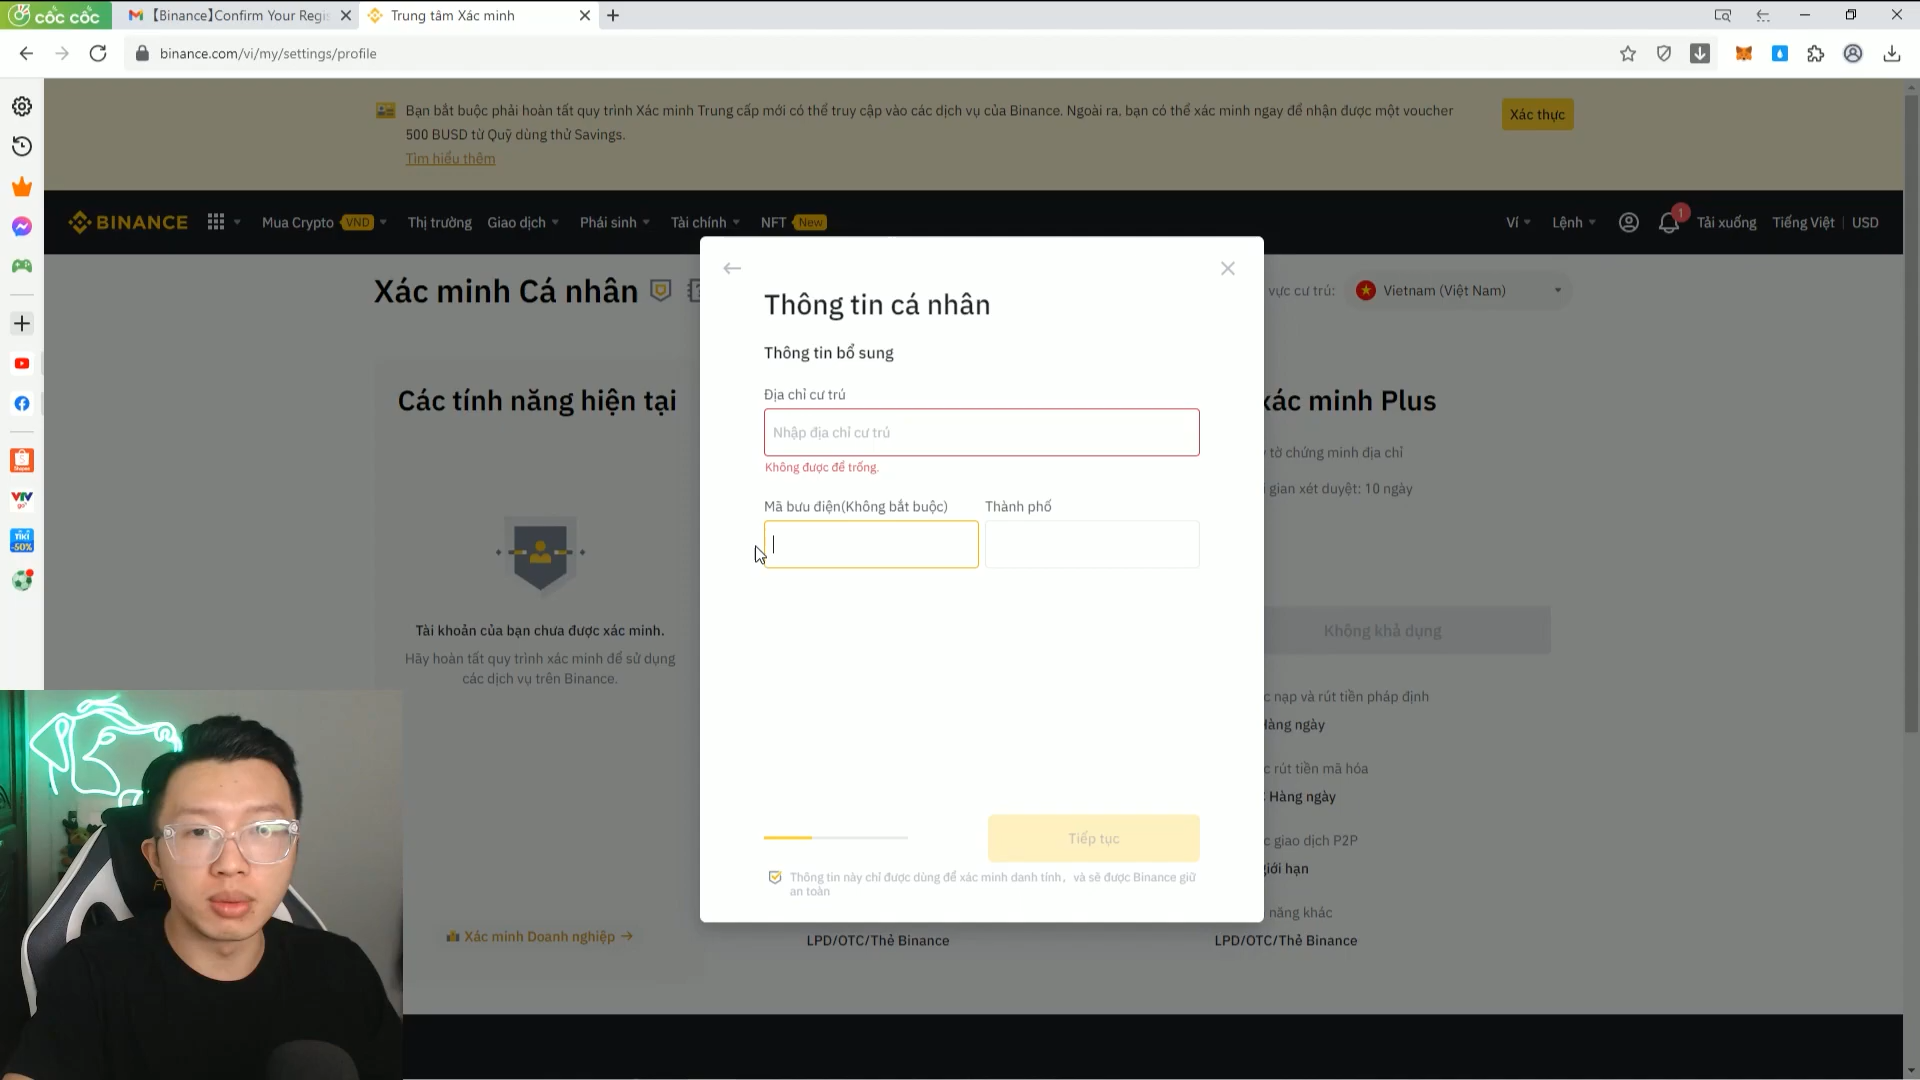 cốc cốc
【Binance】Confirm Your Regis
Trung tâm Xác minh
binance.com/vi/my/settings/profile
Bạn bắt buộc phải hoàn tất quy trình Xác minh Trung cấp mới có thể truy cập vào các dịch vụ của Binance. Ngoài ra, bạn có thể xác minh ngay để nhận được một voucher
500 BUSD từ Quỹ dùng thử Savings.
Tìm hiểu thêm
Xác thực
BINANCE
Mua Crypto VND
Thị trường
Giao dịch
Phái sinh
Tài chính
NFT New
Ví
Lệnh
1
Tải xuống
Tiếng Việt
USD
Xác minh Cá nhân
vực cư trú:
Vietnam (Việt Nam)
Các tính năng hiện tại
Tài khoản của bạn chưa được xác minh.
Hãy hoàn tất quy trình xác minh để sử dụng
các dịch vụ trên Binance.
Xác minh Doanh nghiệp →
Thông tin cá nhân
Thông tin bổ sung
Địa chỉ cư trú
Nhập địa chỉ cư trú
Không được để trống.
Mã bưu điện(Không bắt buộc)
Thành phố
Tiếp tục
Thông tin này chỉ được dùng để xác minh danh tính，và sẽ được Binance giữ
an toàn
LPD/OTC/Thẻ Binance
xác minh Plus
tờ chứng minh địa chỉ
gian xét duyệt: 10 ngày
Không khả dụng
c nạp và rút tiền pháp định
Hàng ngày
c rút tiền mã hóa
Hàng ngày
c giao dịch P2P
giới hạn
năng khác
LPD/OTC/Thẻ Binance
VTV
go
TIKI
-50%